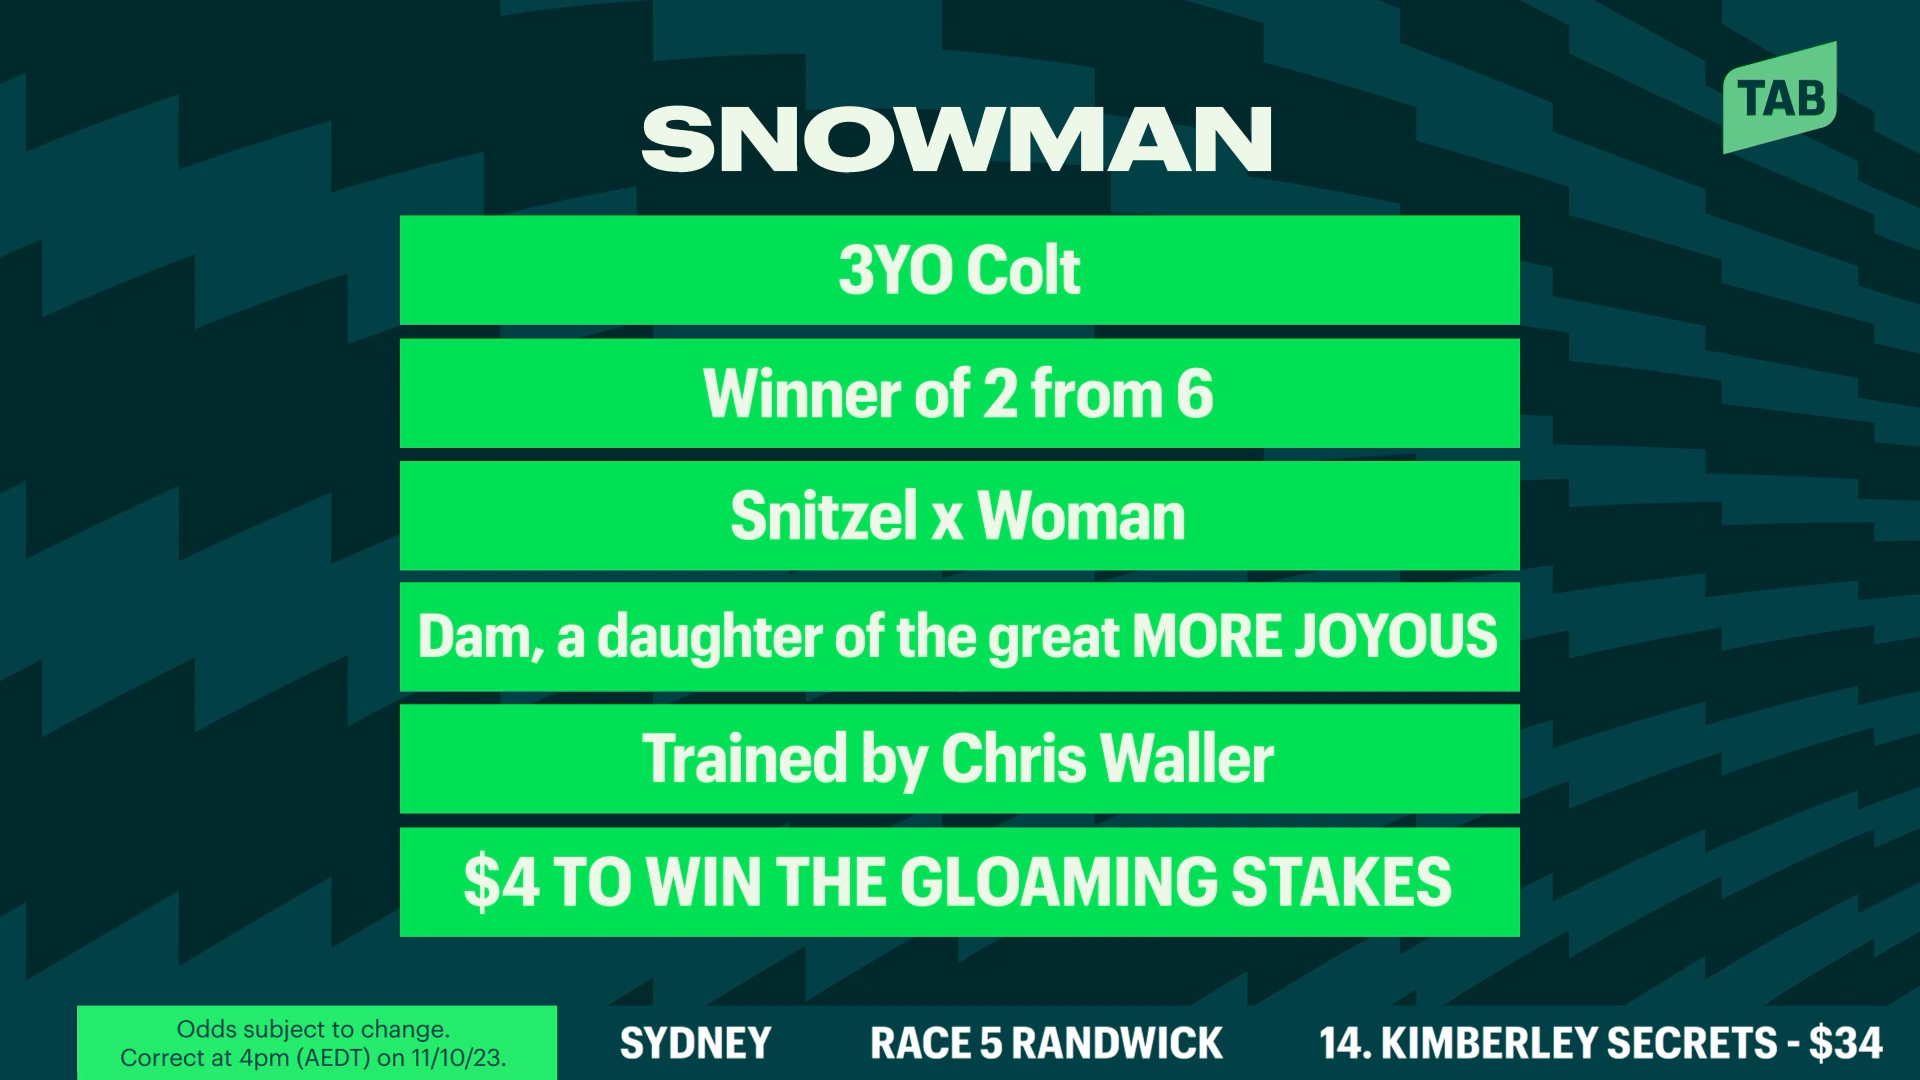 TAB
SNOWMAN
3YO Colt
Winner of 2 from 6
Snitzel x Woman
Dam, a daughter of the great MORE JOYOUS
Trained by Chris Waller
$4 TO WIN THE GLOAMING STAKES
Odds subject to change.
Correct at 4pm (AEDT) on 11/10/23.
SYDNEY RACE 5 RANDWICK 14. KIMBERLEY SECRETS - $34